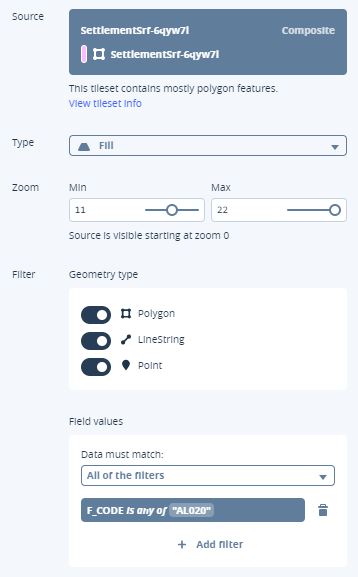 Source
SettlementSrf-6qyw7l Composite
SettlementSrf-6qyw7l
This tileset contains mostly polygon features.
View tileset info
Type
Fill
Zoom
Min Max
11 22
Source is visible starting at zoom 0
Filter
Geometry type
Polygon
LineString
Point
Field values
Data must match:
All of the filters
F_CODE is any of "AL020"
+ Add filter